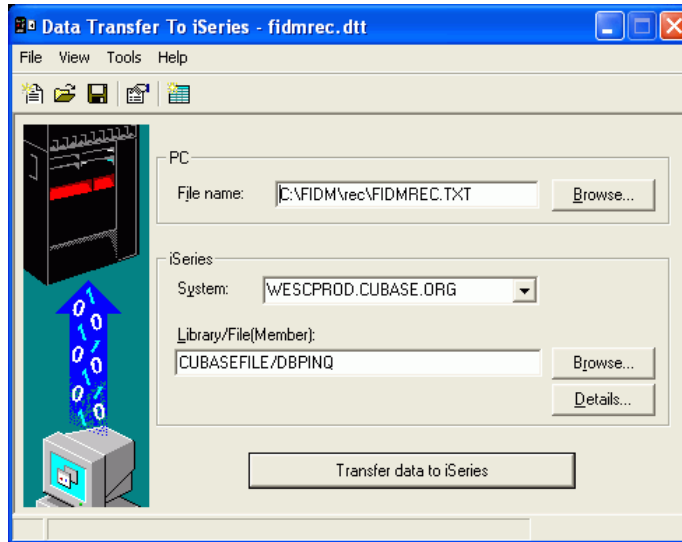 Data Transfer To iSeries - fidmrec.dtt
File View Tools Help
PC
File name: C:\FIDM\rec\FIDMREC.TXT Browse...
iSeries
System: WESCPROD.CUBASE.ORG
Library/File(Member):
CUBASEFILE/DBPINQ Browse...
Details...
Transfer data to iSeries